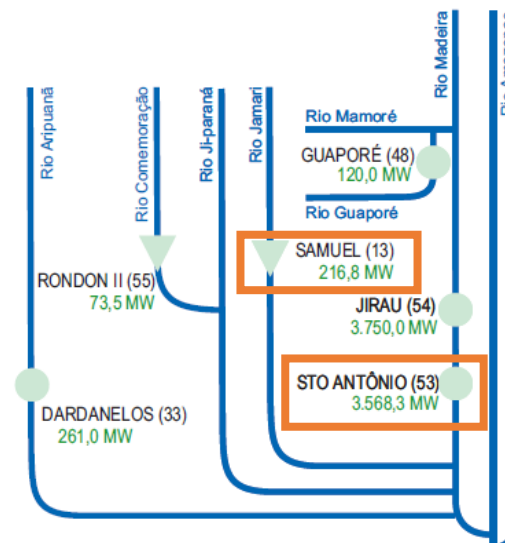 Rio Aripuanã
Rio Comemoração
Rio Ji-paraná
Rio Jamari
Rio Madeira
Rio Mamoré
GUAPORÉ (48)
120,0 MW
Rio Guaporé
SAMUEL (13)
216,8 MW
RONDON II (55)
73,5 MW
JIRAU (54)
3.750,0 MW
STO ANTÔNIO (53)
3.568,3 MW
DARDANELOS (33)
261,0 MW